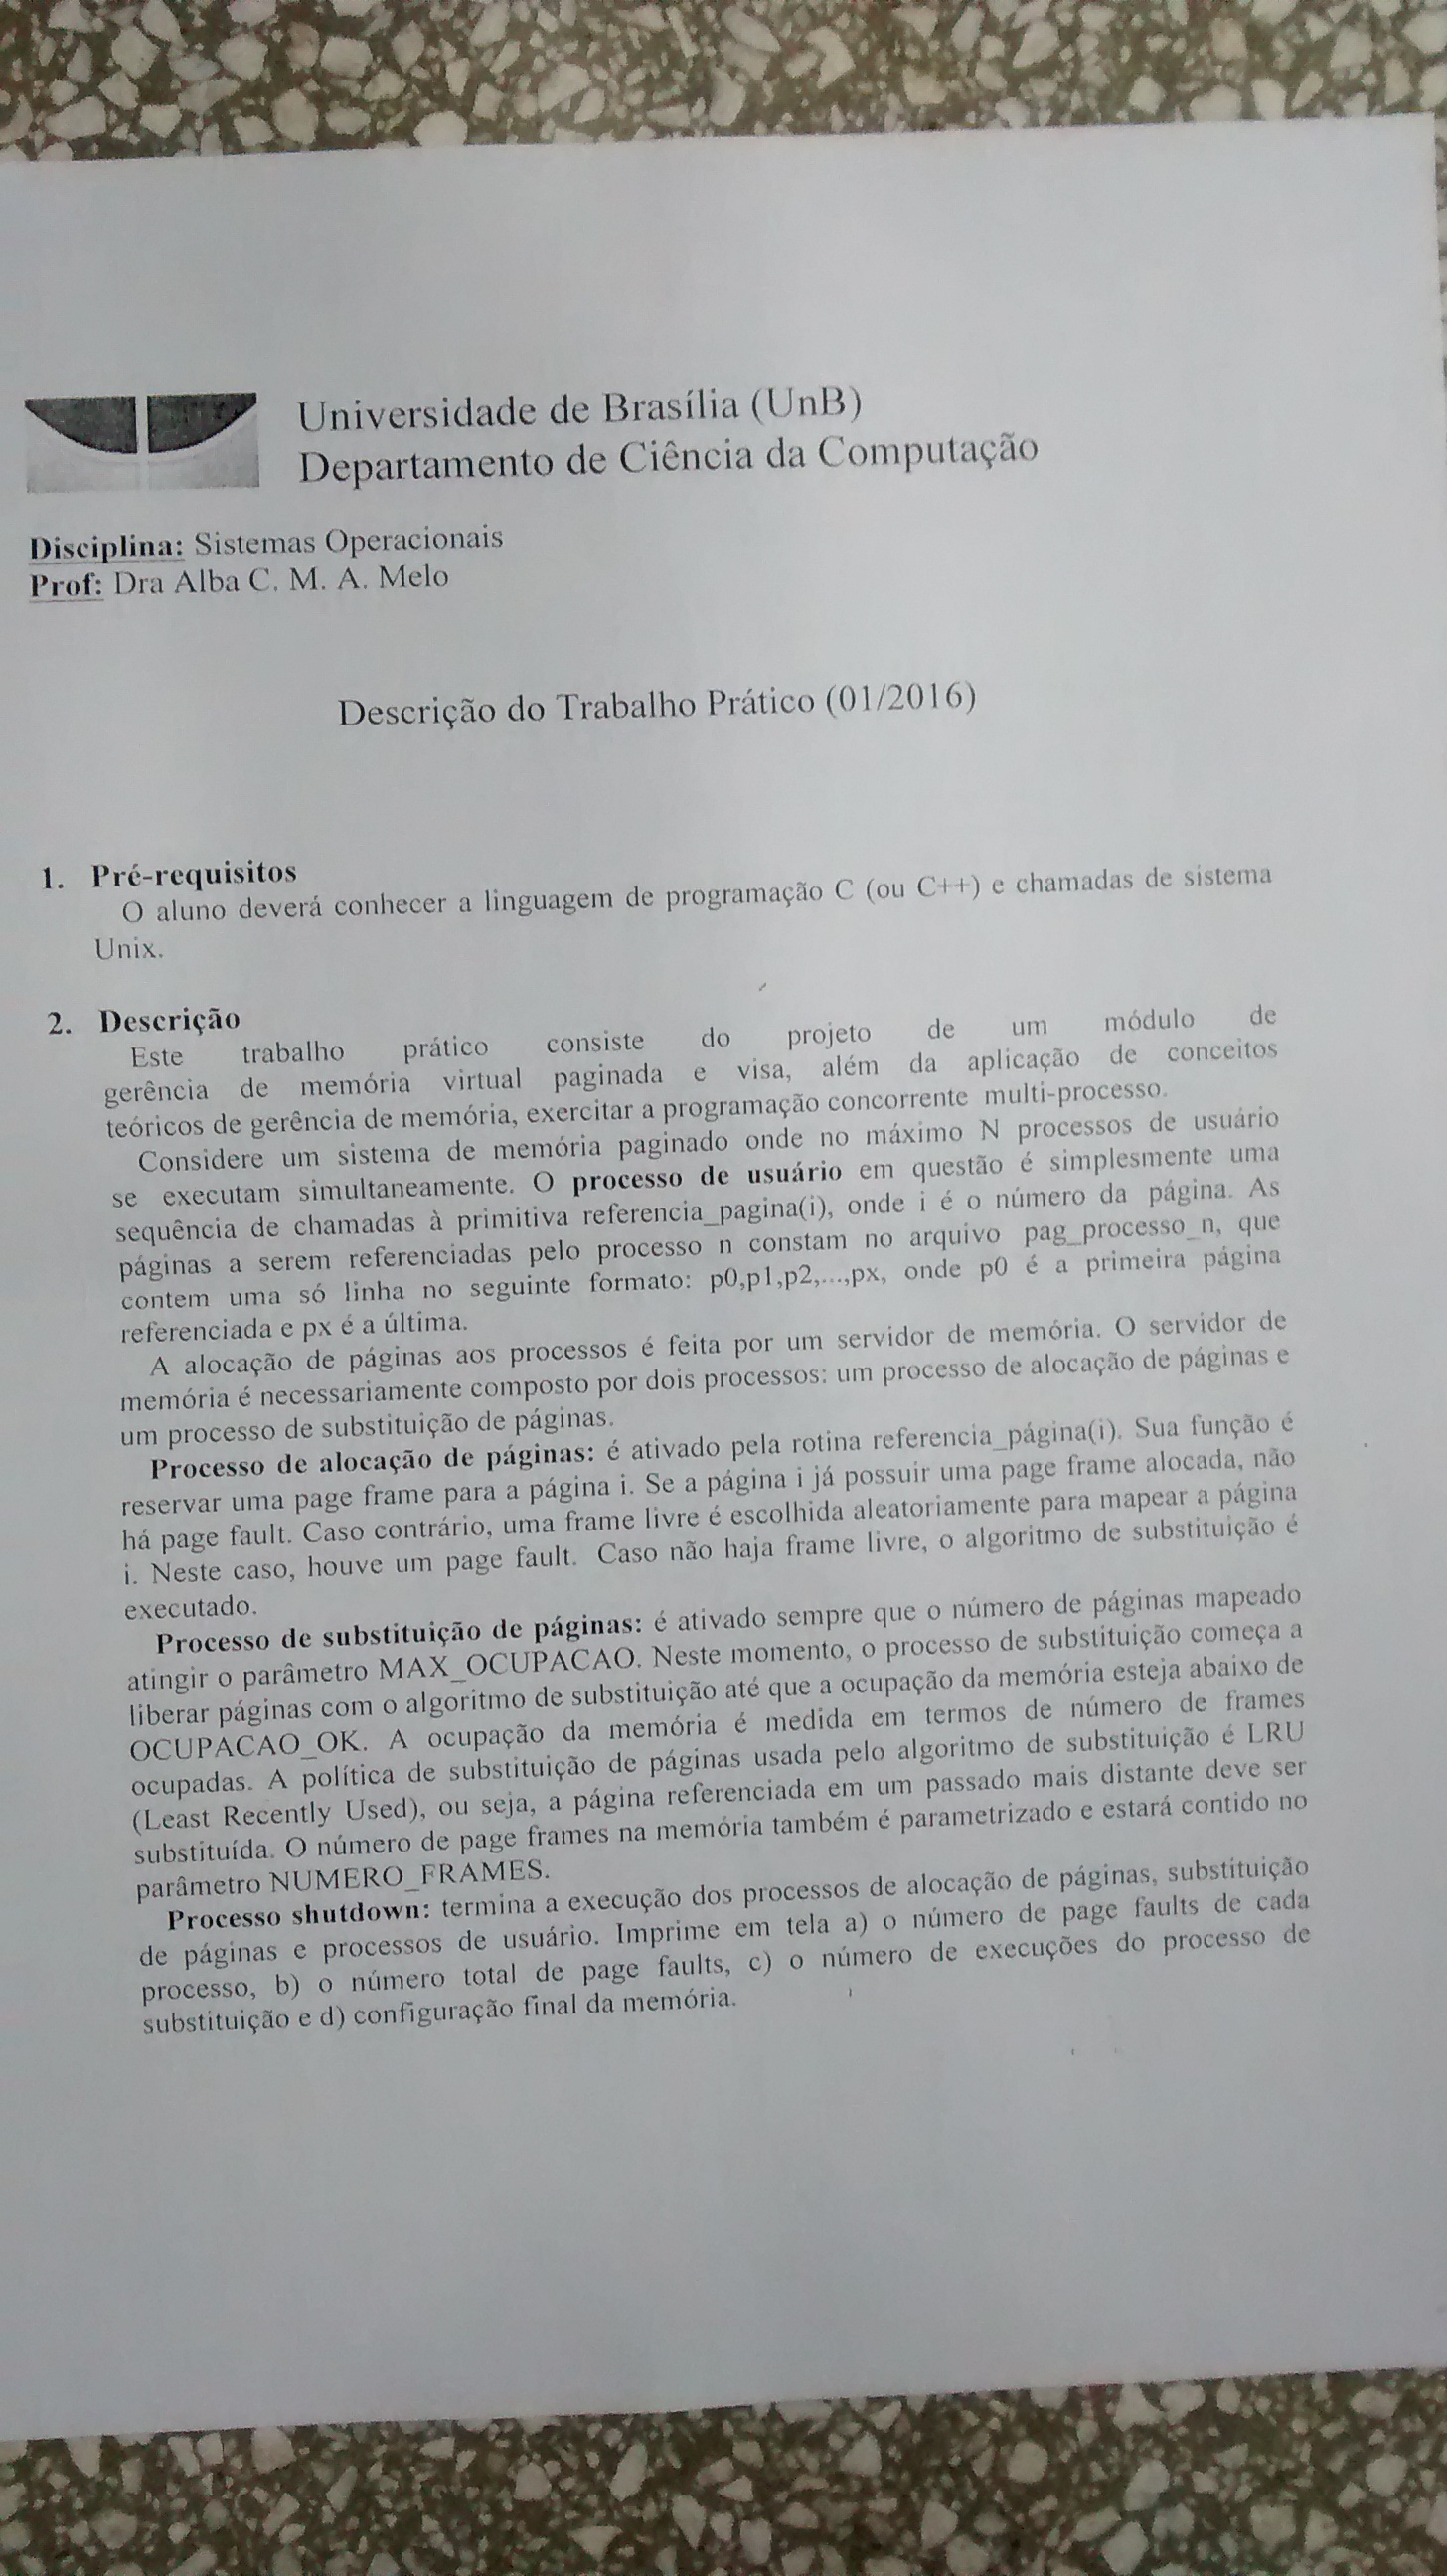 Universidade de Brasília (UnB)
Departamento de Ciência da Computação
Disciplina: Sistemas Operacionais
Prof: Dra Alba C. M. A. Melo
Descrição do Trabalho Prático (01/2016)
1. Pré-requisitos
O aluno deverá conhecer a linguagem de programação C (ou C++) e chamadas de sistema
Unix.
2. Descrição
Este trabalho prático consiste do projeto de um módulo de
gerência de memória virtual paginada e visa, além da aplicação de conceitos
teóricos de gerência de memória, exercitar a programação concorrente multi-processo.
Considere um sistema de memória paginado onde no máximo N processos de usuário
se executam simultaneamente. O processo de usuário em questão é simplesmente uma
sequência de chamadas à primitiva referencia_pagina(i), onde i é o número da página. As
páginas a serem referenciadas pelo processo n constam no arquivo pag_processo_n, que
contem uma só linha no seguinte formato: p0,p1,p2,...,px, onde p0 é a primeira página
referenciada e px é a última.
A alocação de páginas aos processos é feita por um servidor de memória. O servidor de
memória é necessariamente composto por dois processos: um processo de alocação de páginas e
um processo de substituição de páginas.
Processo de alocação de páginas: é ativado pela rotina referencia_página(i). Sua função é
reservar uma page frame para a página i. Se a página i já possuir uma page frame alocada, não
há page fault. Caso contrário, uma frame livre é escolhida aleatoriamente para mapear a página
i. Neste caso, houve um page fault. Caso não haja frame livre, o algoritmo de substituição é
executado.
Processo de substituição de páginas: é ativado sempre que o número de páginas mapeado
atingir o parâmetro MAX_OCUPACAO. Neste momento, o processo de substituição começa a
liberar páginas com o algoritmo de substituição até que a ocupação da memória esteja abaixo de
OCUPACAO_OK. A ocupação da memória é medida em termos de número de frames
ocupadas. A política de substituição de páginas usada pelo algoritmo de substituição é LRU
(Least Recently Used), ou seja, a página referenciada em um passado mais distante deve ser
substituída. O número de page frames na memória também é parametrizado e estará contido no
parâmetro NUMERO_FRAMES.
Processo shutdown: termina a execução dos processos de alocação de páginas, substituição
de páginas e processos de usuário. Imprime em tela a) o número de page faults de cada
processo, b) o número total de page faults, c) o número de execuções do processo de
substituição e d) configuração final da memória.